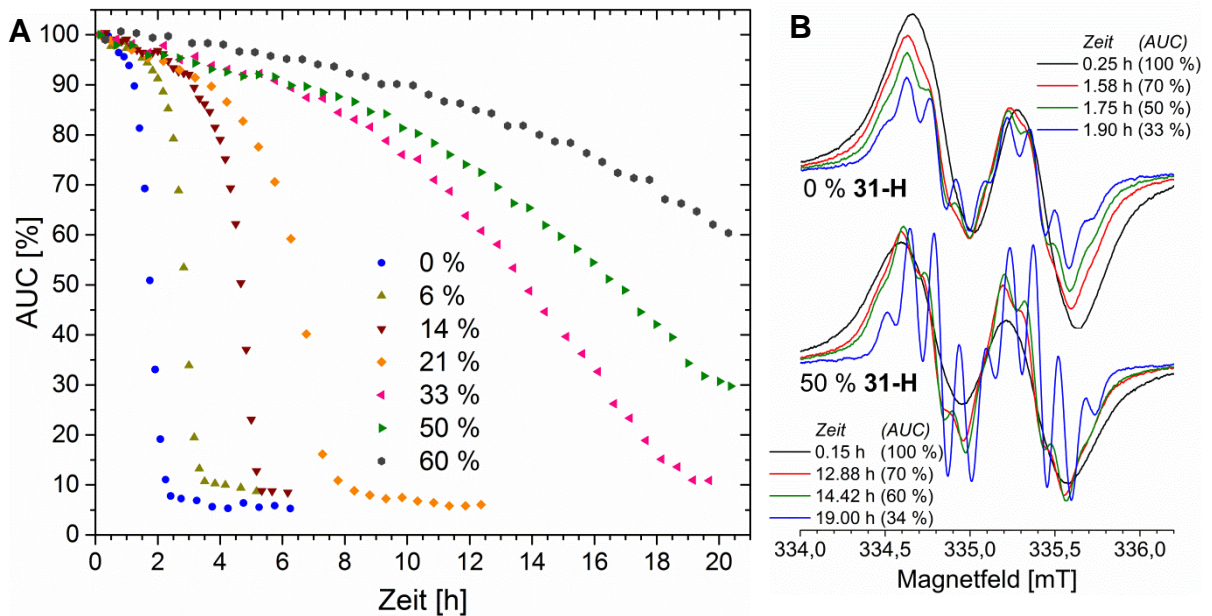 A
AUC [%]
100
90
80
70
60
50
40
30
20
10
0
0 %
6 %
14 %
21 %
33 %
50 %
60 %
0 2 4 6 8 10 12 14 16 18 20
Zeit [h]
B
Zeit (AUC)
0.25 h (100 %)
1.58 h (70 %)
1.75 h (50 %)
1.90 h (33 %)
0 % 31-H
50 % 31-H
Zeit (AUC)
0.15 h (100 %)
12.88 h (70 %)
14.42 h (60 %)
19.00 h (34 %)
334,0 334,5 335,0 335,5 336,0
Magnetfeld [mT]